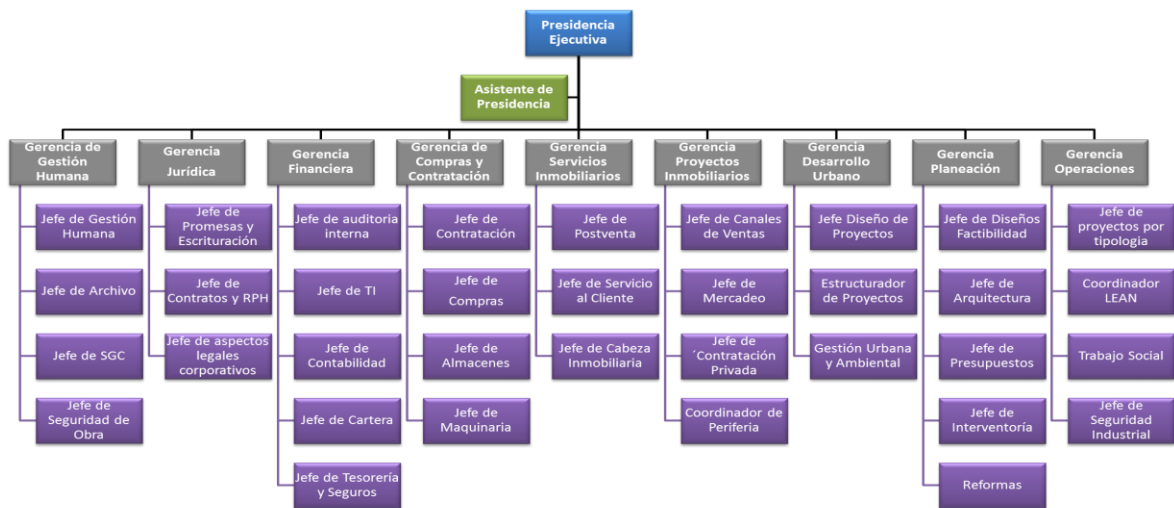 Presidencia
Ejecutiva
Asistente de
Presidencia
Gerencia de
Gestión
Humana
Jefe de Gestión
Humana
Jefe de Archivo
Jefe de SGC
Jefe de
Seguridad de
Obra
Gerencia
Jurídica
Jefe de
Promesas y
Escrituración
Jefe de
Contratos y RPH
Jefe de aspectos
legales
corporativos
Gerencia
Financiera
Jefe de auditoria
interna
Jefe de TI
Jefe de
Contabilidad
Jefe de Cartera
Jefe de Tesorería
y Seguros
Gerencia de
Compras y
Contratación
Jefe de
Contratación
Jefe de
Compras
Jefe de
Almacenes
Jefe de
Maquinaria
Gerencia
Servicios
Inmobiliarios
Jefe de
Postventa
Jefe de Servicio
al Cliente
Jefe de Cabeza
Inmobiliaria
Gerencia
Proyectos
Inmobiliarios
Jefe de Canales
de Ventas
Jefe de
Mercadeo
Jefe de
´Contratación
Privada
Coordinador de
Periferia
Gerencia
Desarrollo
Urbano
Jefe Diseño de
Proyectos
Estructurador
de Proyectos
Gestión Urbana
y Ambiental
Gerencia
Planeación
Jefe de Diseños
Factibilidad
Jefe de
Arquitectura
Jefe de
Presupuestos
Jefe de
Interventoría
Reformas
Gerencia
Operaciones
Jefe de
proyectos por
tipología
Coordinador
LEAN
Trabajo Social
Jefe de
Seguridad
Industrial